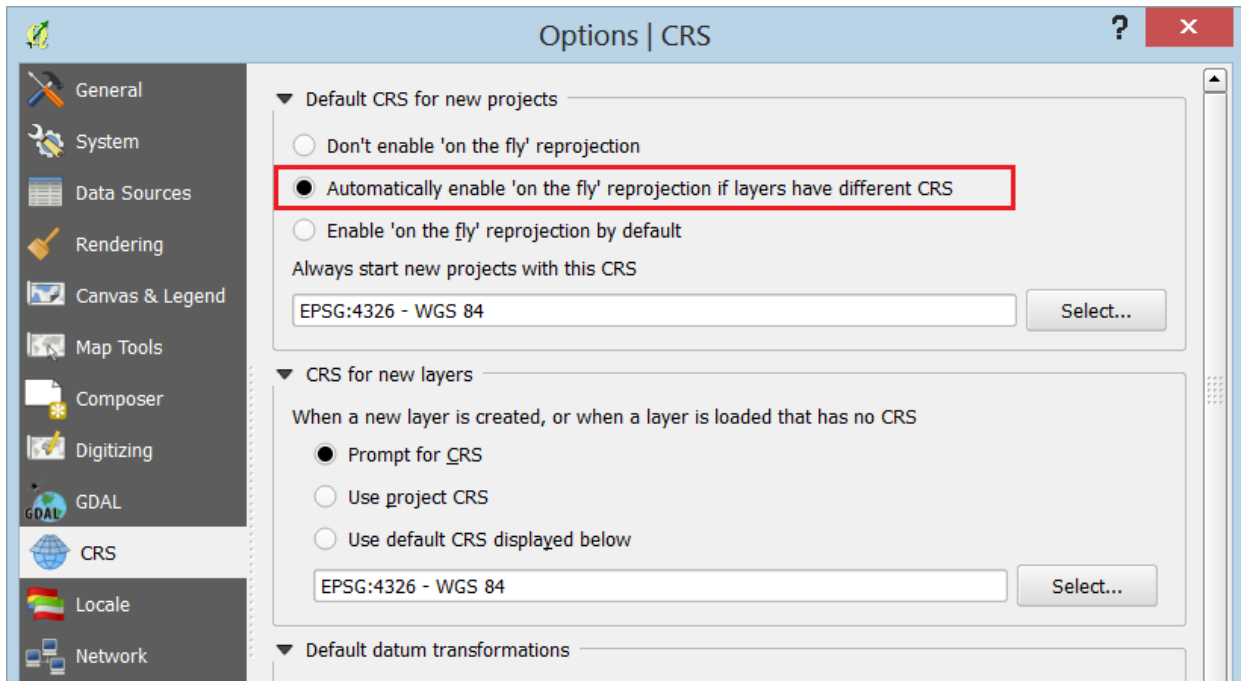 Options | CRS
?
General
System
Data Sources
Rendering
Canvas & Legend
Map Tools
Composer
Digitizing
GDAL
GDAL
CRS
Locale
Network
Default CRS for new projects
Don't enable 'on the fly' reprojection
Automatically enable 'on the fly' reprojection if layers have different CRS
Enable 'on the fly' reprojection by default
Always start new projects with this CRS
EPSG:4326 - WGS 84
Select...
CRS for new layers
When a new layer is created, or when a layer is loaded that has no CRS
Prompt for CRS
Use project CRS
Use default CRS displayed below
EPSG:4326 - WGS 84
Select...
Default datum transformations